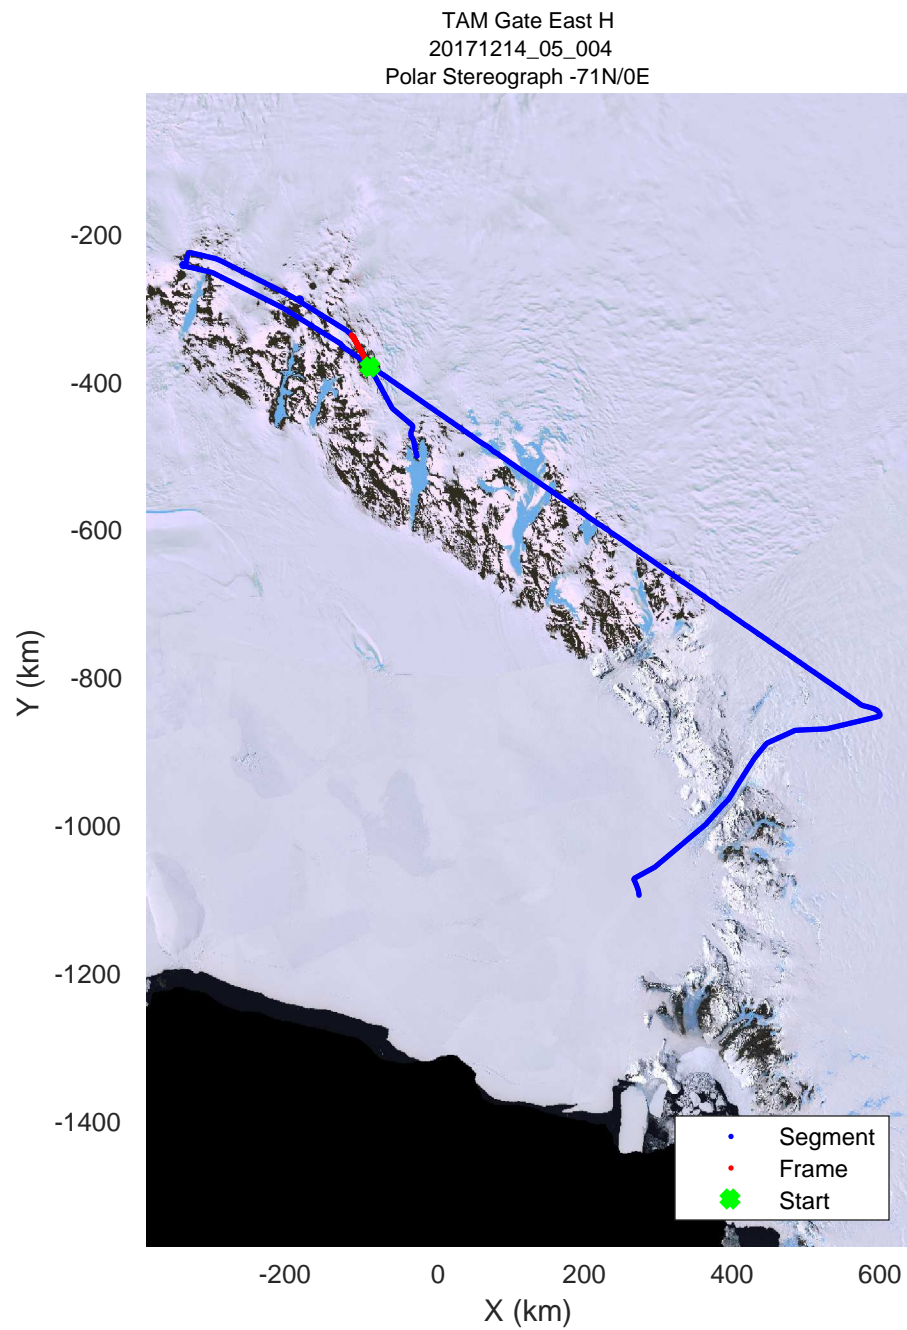 TAM Gate East H
20171214_05_004
Polar Stereograph -71N/0E
-200
-400
-600
-800
-1000
-1200
-1400
Y (km)
Segment
Frame
Start
-200 0 200 400 600
X (km)